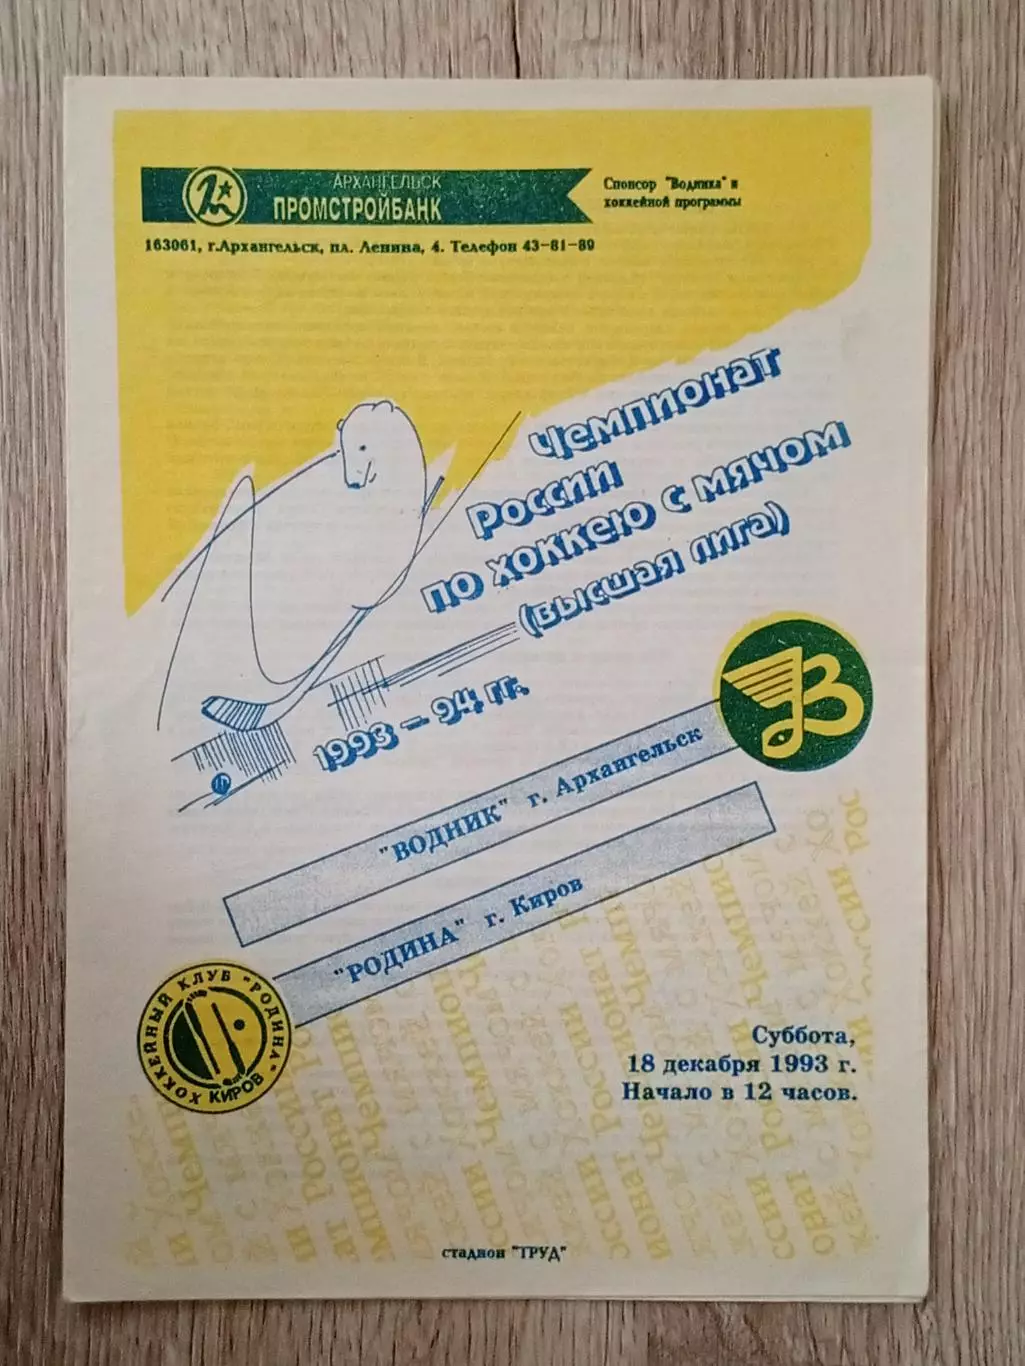 АРХАНГЕЛЬСК
ПРОМСТРОЙБАНК
Спонсор "Водника" и
хоккейной программы
163061, г.Архангельск, пл. Ленина, 4. Телефон 43-81-89
Чемпионат
России
по хоккею с мячом
(высшая лига)
1993 - 94 гг.
"ВОДНИК" г. Архангельск
"РОДИНА" г. Киров
ХОККЕЙНЫЙ КЛУБ "РОДИНА"
КИРОВ
Суббота,
18 декабря 1993 г.
Начало в 12 часов.
стадион "ТРУД"